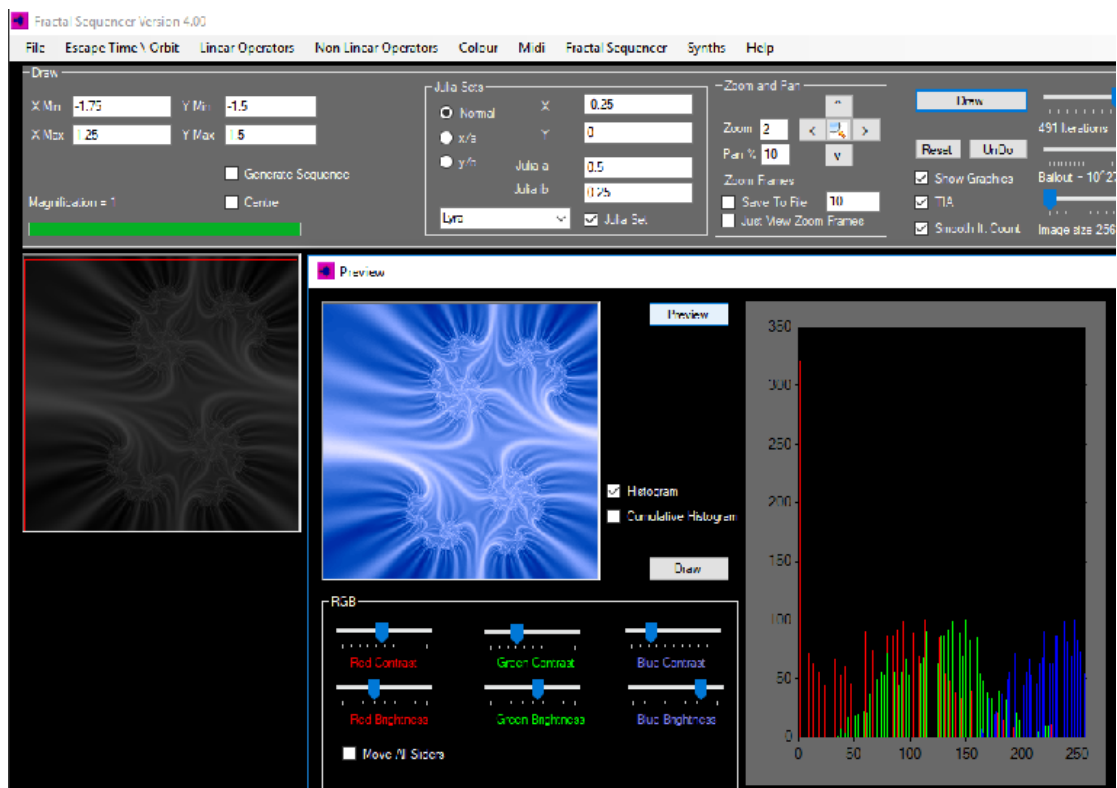 Fractal Sequencer Version 4.00
File Escape Time \ Orbit Linear Operators Non Linear Operators Colour Midi Fractal Sequencer Synths Help
Draw
X Min -1.75 Y Min -1.5
X Max 1.25 Y Max 1.5
Generate Sequence
Magnification = 1 Centre
Julia Sets
Normal X -0.25
x/a Y 0
y/b Julia a 0.5
Julia b 0.25
Lyra Julia Set
Zoom and Pan
^
Zoom 2 < >
Pan % 10 v
Zoom Frames
Save To File 10
Just View Zoom Frames
Draw
491 Iterations
Reset UnDo
Show Graphics Bailout = 10^27
TIA
Smooth It. Count Image size 256
Preview
Preview
Histogram
Cumulative Histogram
Draw
RGB
Red Contrast Green Contrast Blue Contrast
Red Brightness Green Brightness Blue Brightness
Move All Sliders
350
300
250
200
150
100
50
0
0 50 100 150 200 250